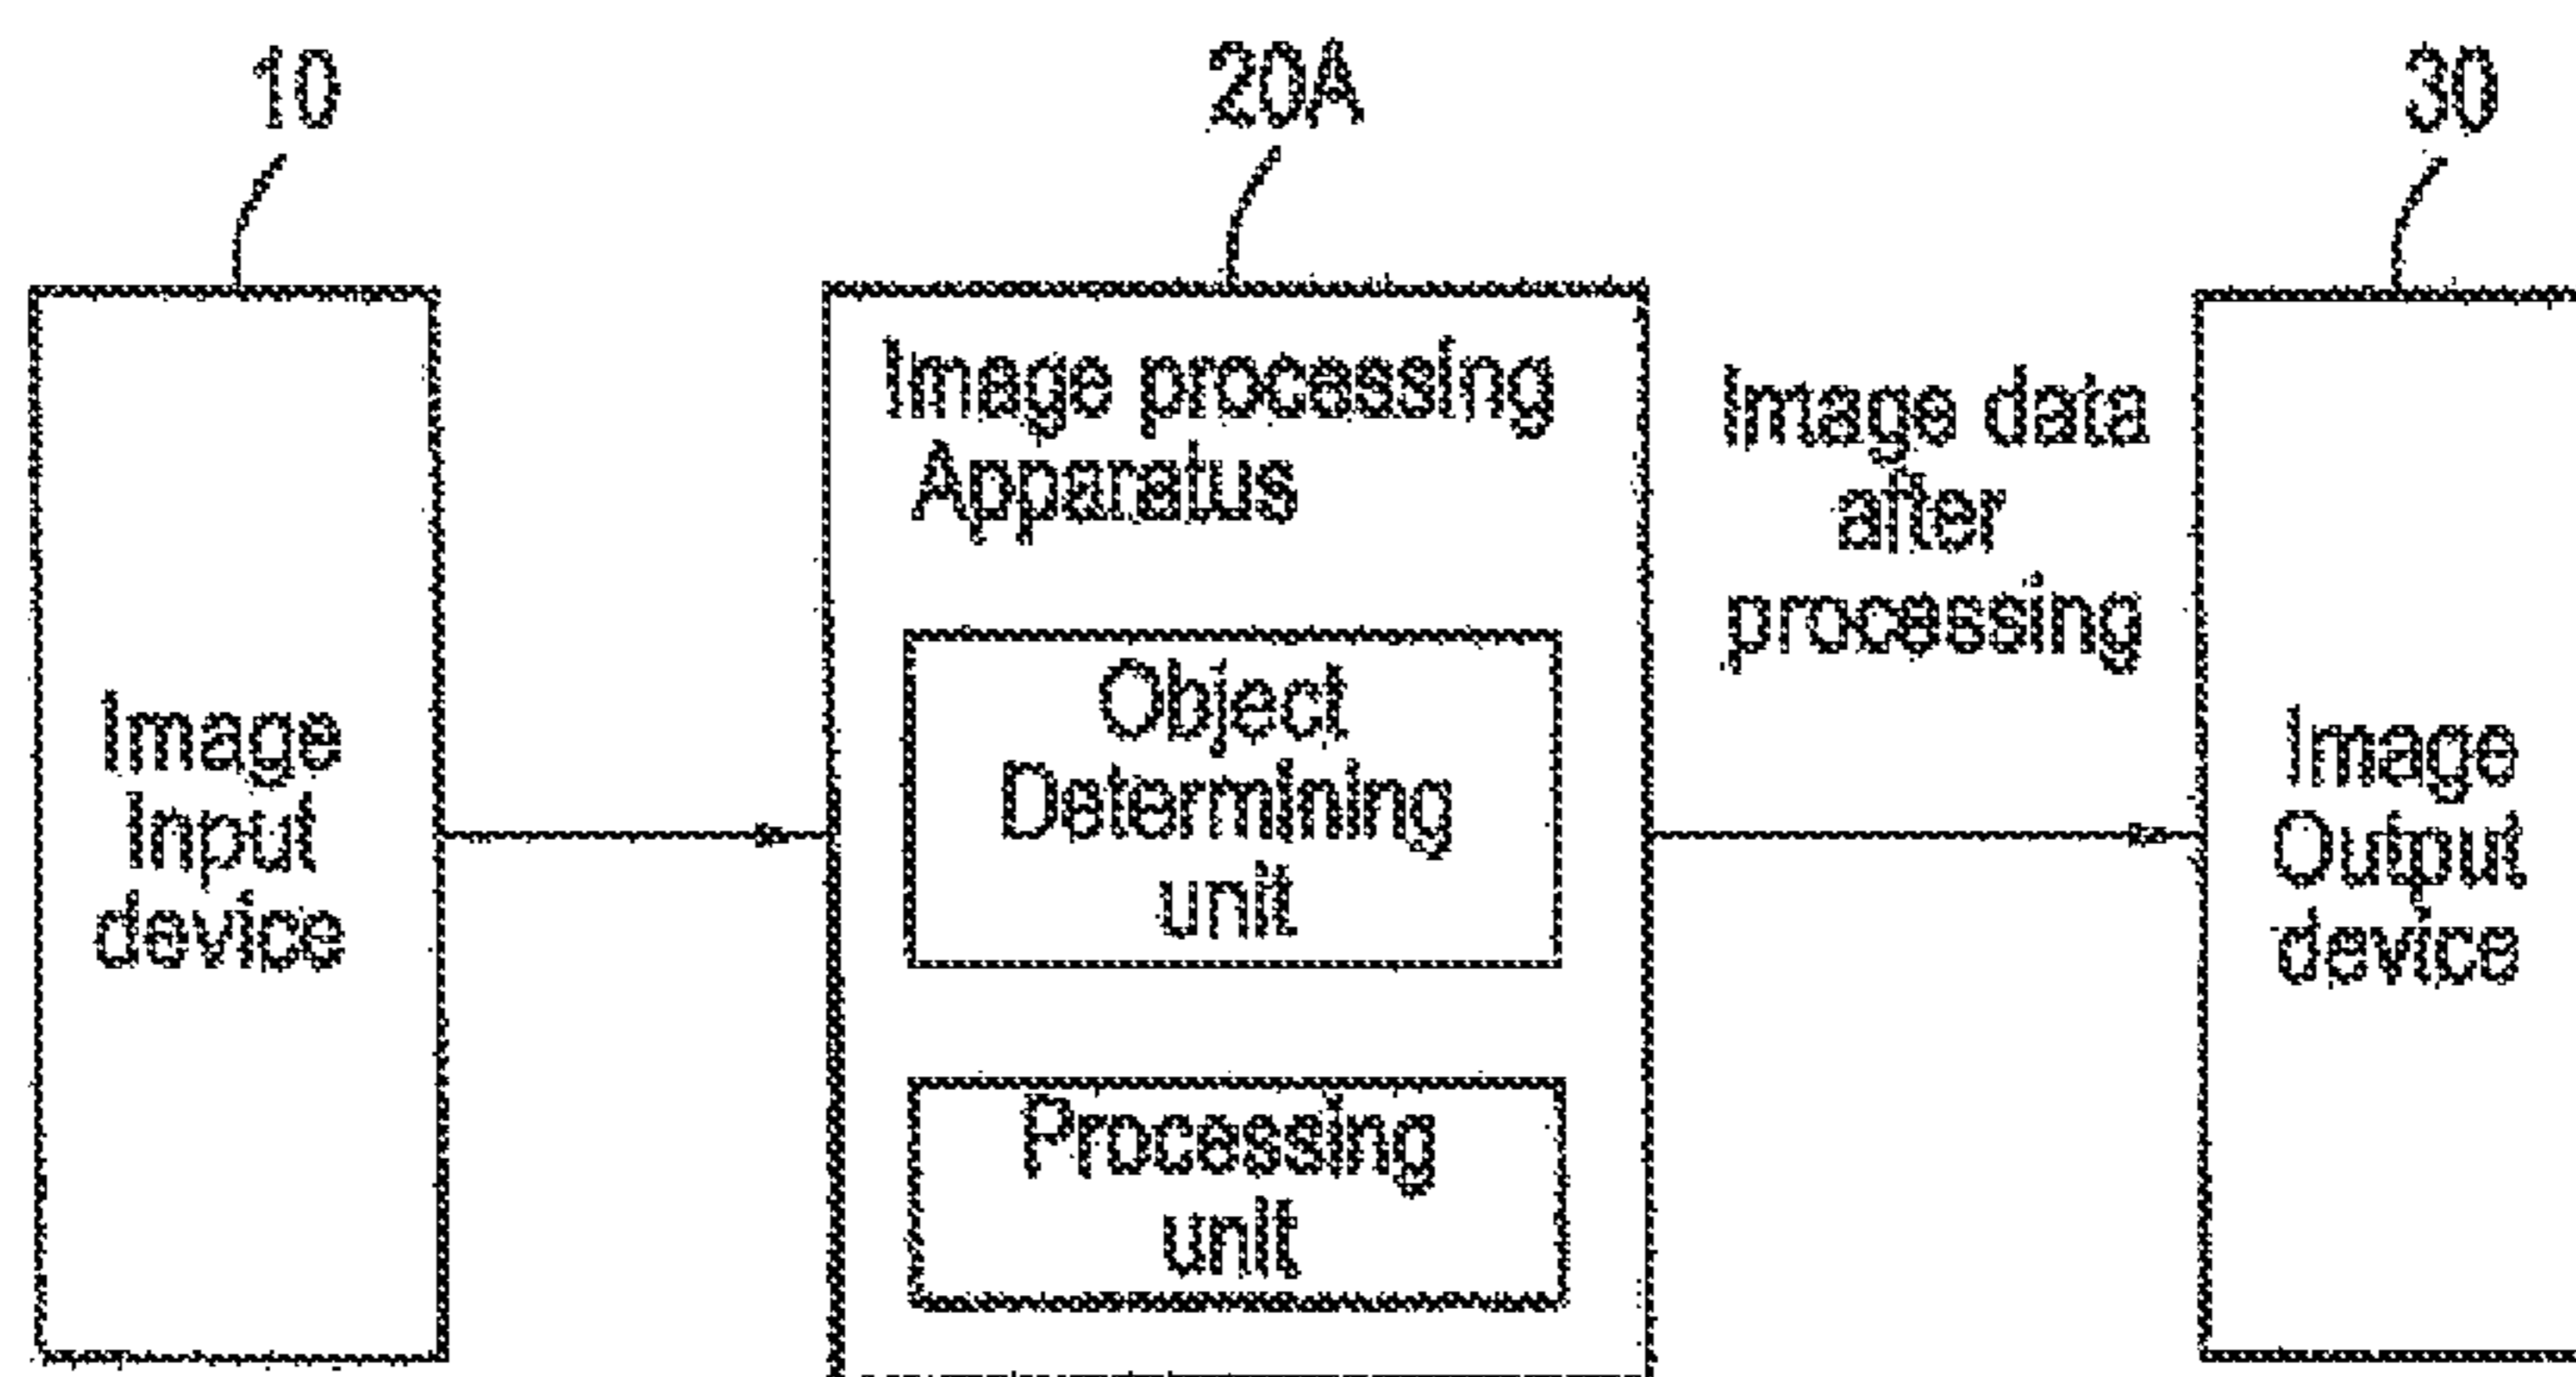 10
20A
30
Image
Input
device
Image processing
Apparatus
Object
Determining
unit
Processing
unit
Image data
after
processing
Image
Output
device